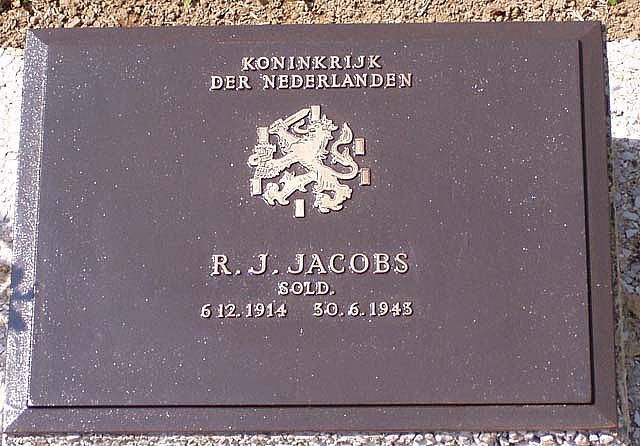 KONINKRIJK
DER NEDERLANDEN
R. J. JACOBS
SOLD.
6 12.1914 30.6.1943